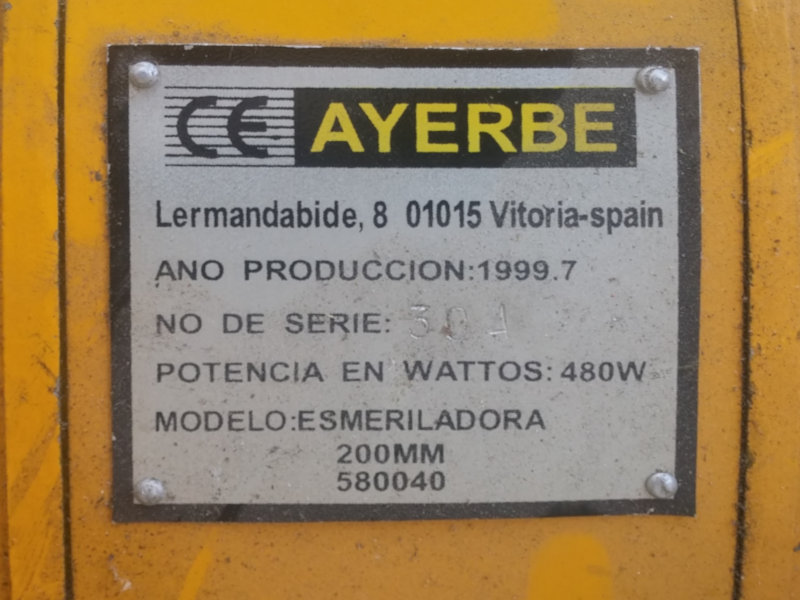 CE AYERBE
Lermandabide, 8 01015 Vitoria-spain
ANO PRODUCCION:1999.7
NO DE SERIE:
POTENCIA EN WATTOS: 480W
MODELO:ESMERILADORA
200MM
580040